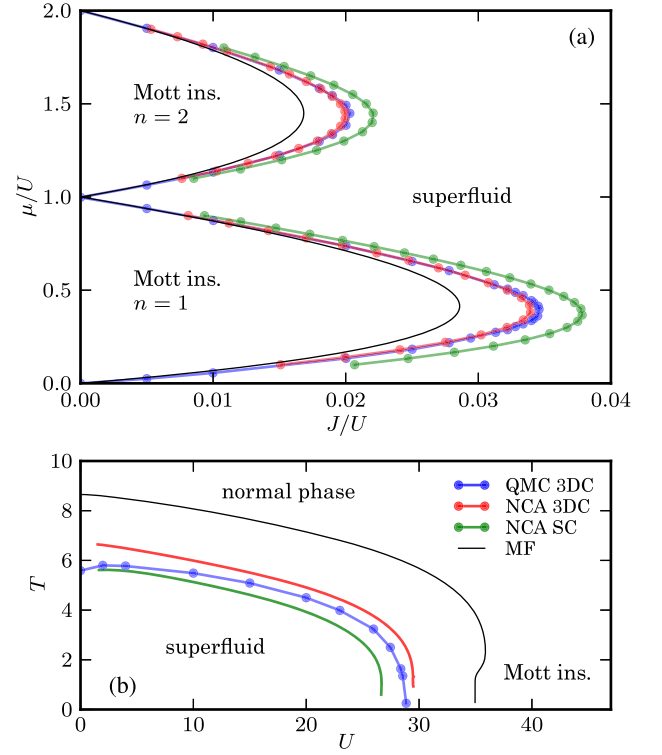 (a)
2.0
1.5
1.0
0.5
0.0
μ/U
Mott ins.
n = 2
superfluid
Mott ins.
n = 1
0.00 0.01 0.02 0.03 0.04
J/U
10
8
6
4
2
0
T
normal phase
QMC 3DC
NCA 3DC
NCA SC
MF
superfluid
Mott ins.
(b)
0 10 20 30 40
U